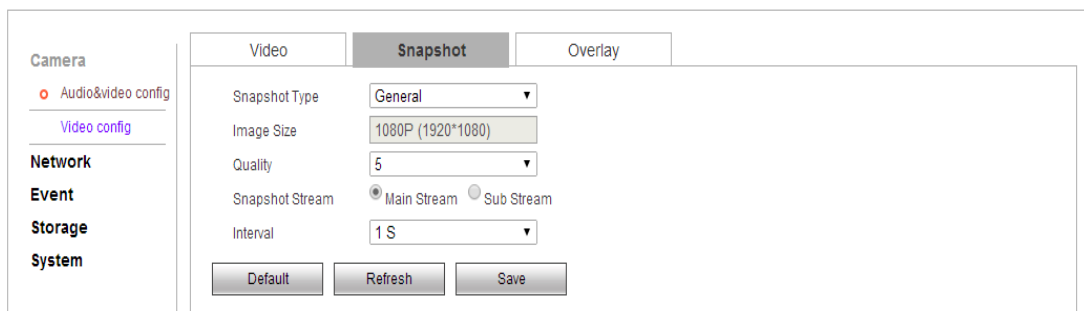 Video Snapshot Overlay
Camera
Audio&video config
Video config
Network
Event
Storage
System
Snapshot Type General
Image Size 1080P (1920*1080)
Quality 5
Snapshot Stream Main Stream Sub Stream
Interval 1 S
Default Refresh Save